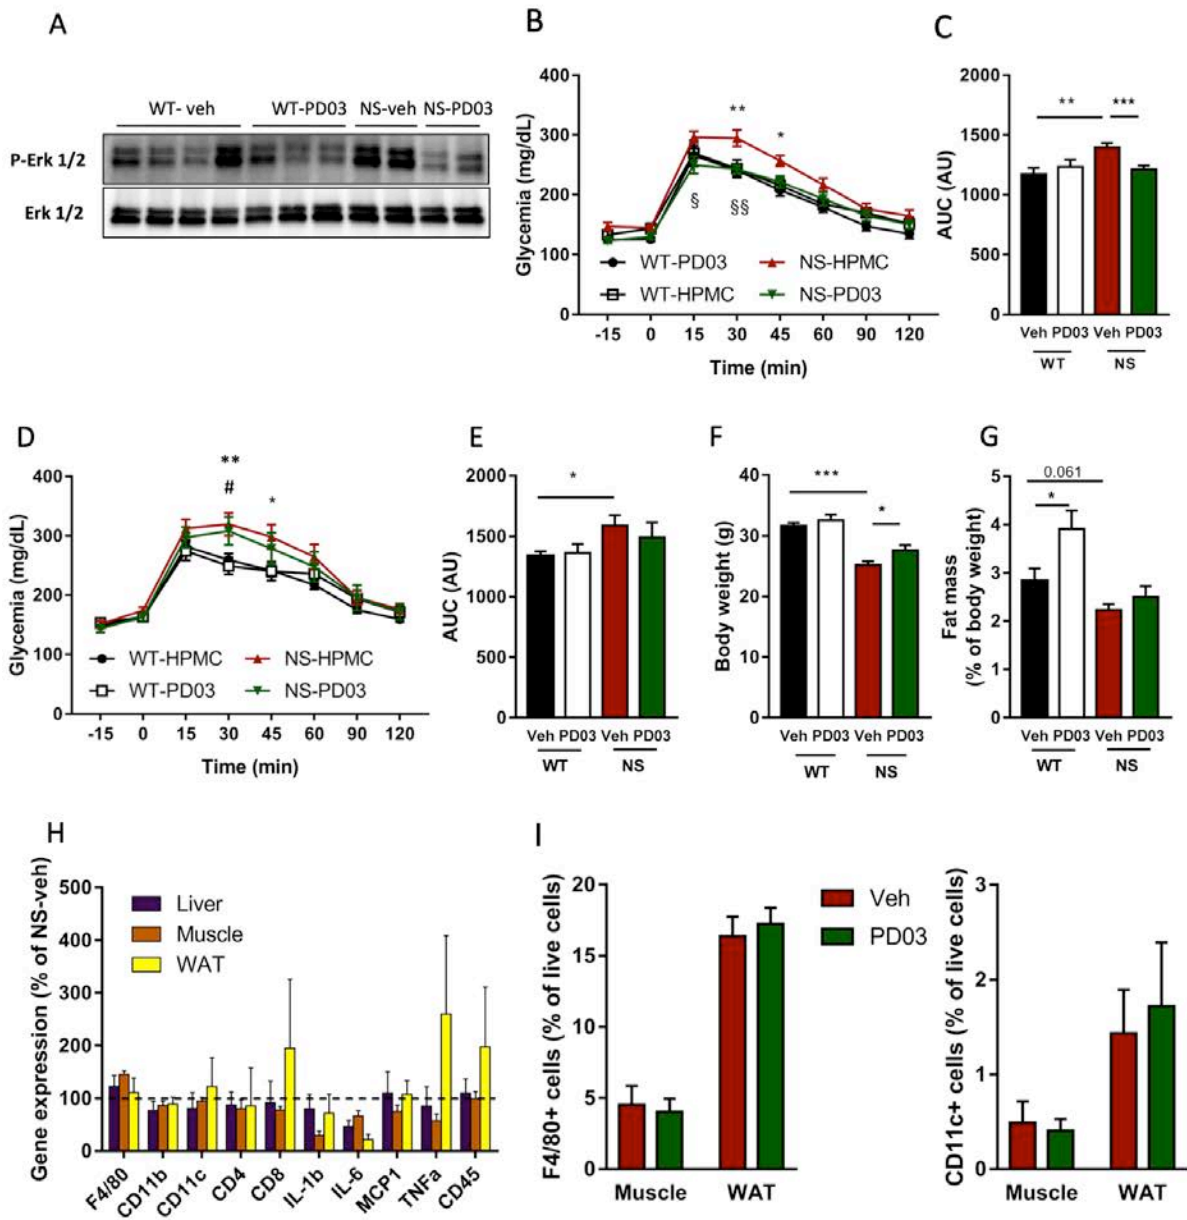 A
WT- veh WT-PD03 NS-veh NS-PD03
P-Erk 1/2
Erk 1/2
B
Glycemia (mg/dL)
400
300
200
100
0
** *
§ §§
WT-PD03 NS-HPMC
WT-HPMC NS-PD03
-15 0 15 30 45 60 90 120
Time (min)
C
AUC (AU)
2000
1500
1000
500
0
** ***
Veh PD03 Veh PD03
WT NS
D
Glycemia (mg/dL)
400
300
200
100
0
**
# *
WT-HPMC NS-HPMC
WT-PD03 NS-PD03
-15 0 15 30 45 60 90 120
Time (min)
E
AUC (AU)
2000
1500
1000
500
0
*
Veh PD03 Veh PD03
WT NS
F
Body weight (g)
40
30
20
10
0
***
*
Veh PD03 Veh PD03
WT NS
G
Fat mass
(% of body weight)
5
4
3
2
1
0
0.061
*
Veh PD03 Veh PD03
WT NS
H
Gene expression (% of NS-veh)
500
400
300
200
100
0
Liver
Muscle
WAT
F4/80 CD11b CD11c CD4 CD8 IL-1b IL-6 MCP1 TNFa CD45
I
F4/80+ cells (% of live cells)
20
15
10
5
0
Muscle WAT
Veh
PD03
CD11c+ cells (% of live cells)
3
2
1
0
Muscle WAT